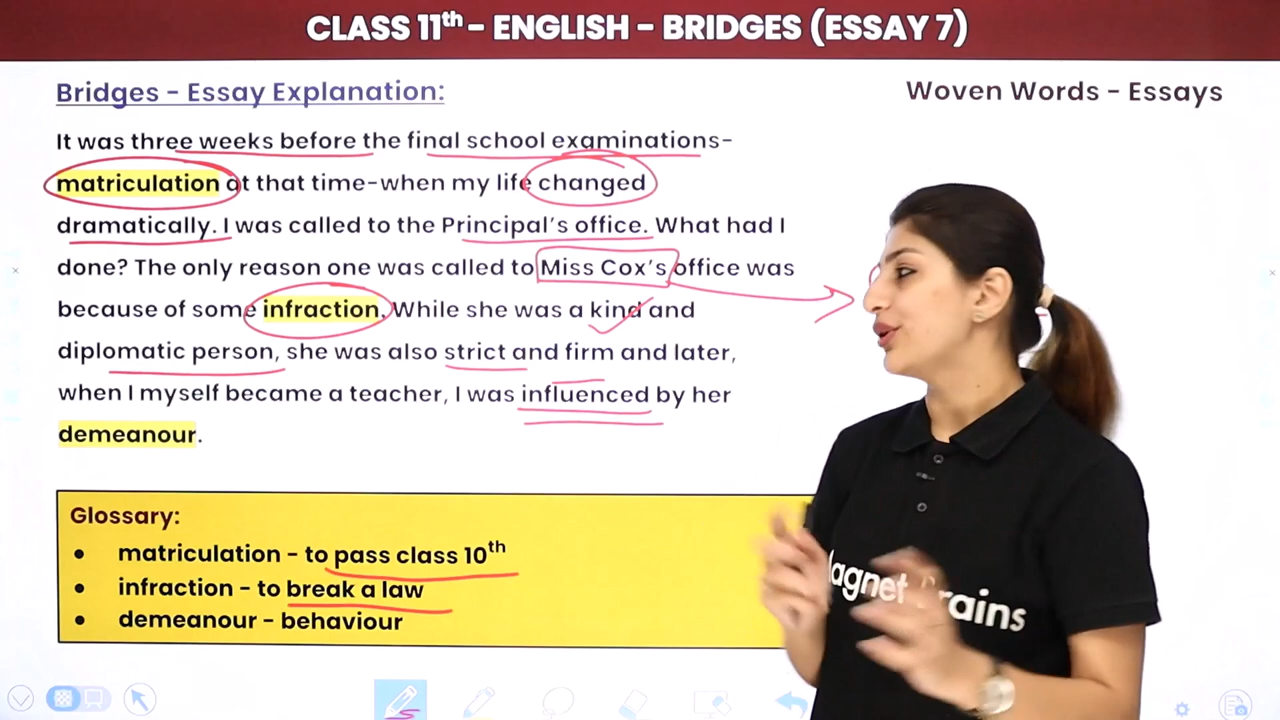 CLASS 11th - ENGLISH - BRIDGES (ESSAY 7)
Bridges - Essay Explanation:
Woven Words - Essays
It was three weeks before the final school examinations-
matriculation at that time-when my life changed
dramatically. I was called to the Principal's office. What had I
done? The only reason one was called to Miss Cox's office was
because of some infraction. While she was a kind and
diplomatic person, she was also strict and firm and later,
when I myself became a teacher, I was influenced by her
demeanour.
Glossary:
• matriculation - to pass class 10th
• infraction - to break a law
• demeanour - behaviour
Magnet Brains